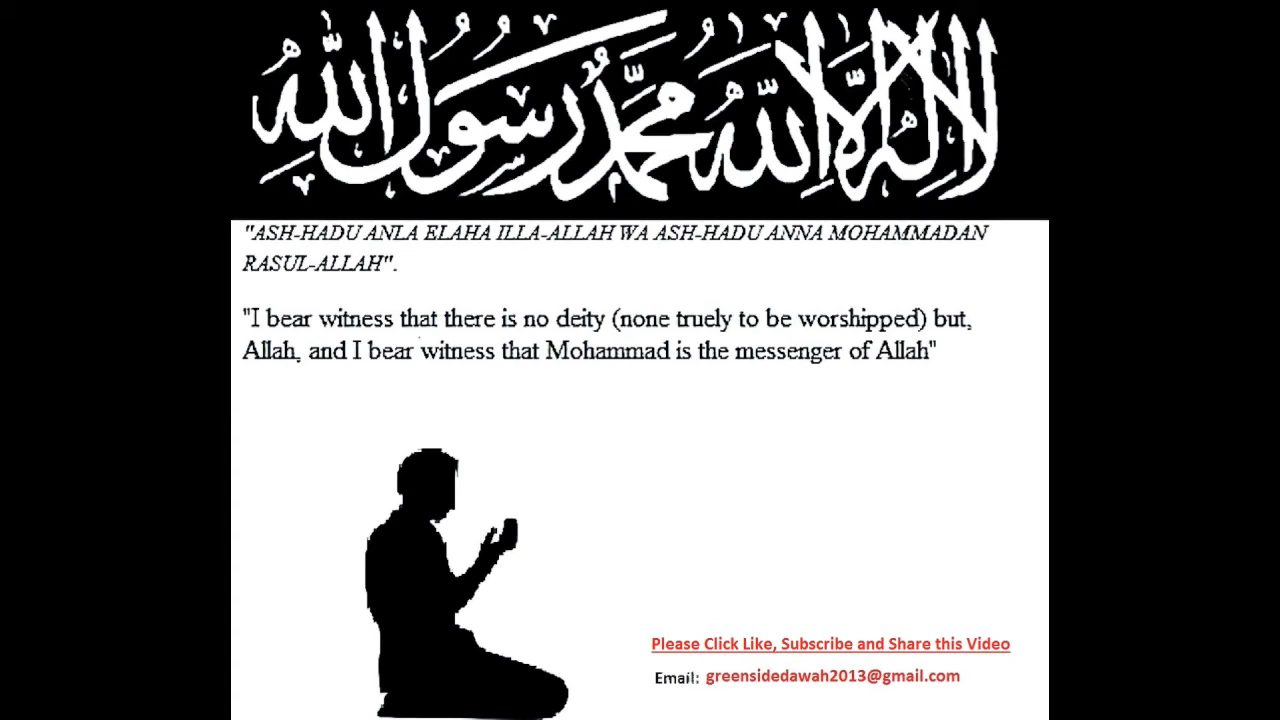 لا إله إلا الله محمد رسول الله
"ASH-HADU ANLA ELAHA ILLA-ALLAH WA ASH-HADU ANNA MOHAMMADAN
RASUL-ALLAH".
"I bear witness that there is no deity (none truely to be worshipped) but,
Allah, and I bear witness that Mohammad is the messenger of Allah"
Please Click Like, Subscribe and Share this Video
Email: greensidedawah2013@gmail.com